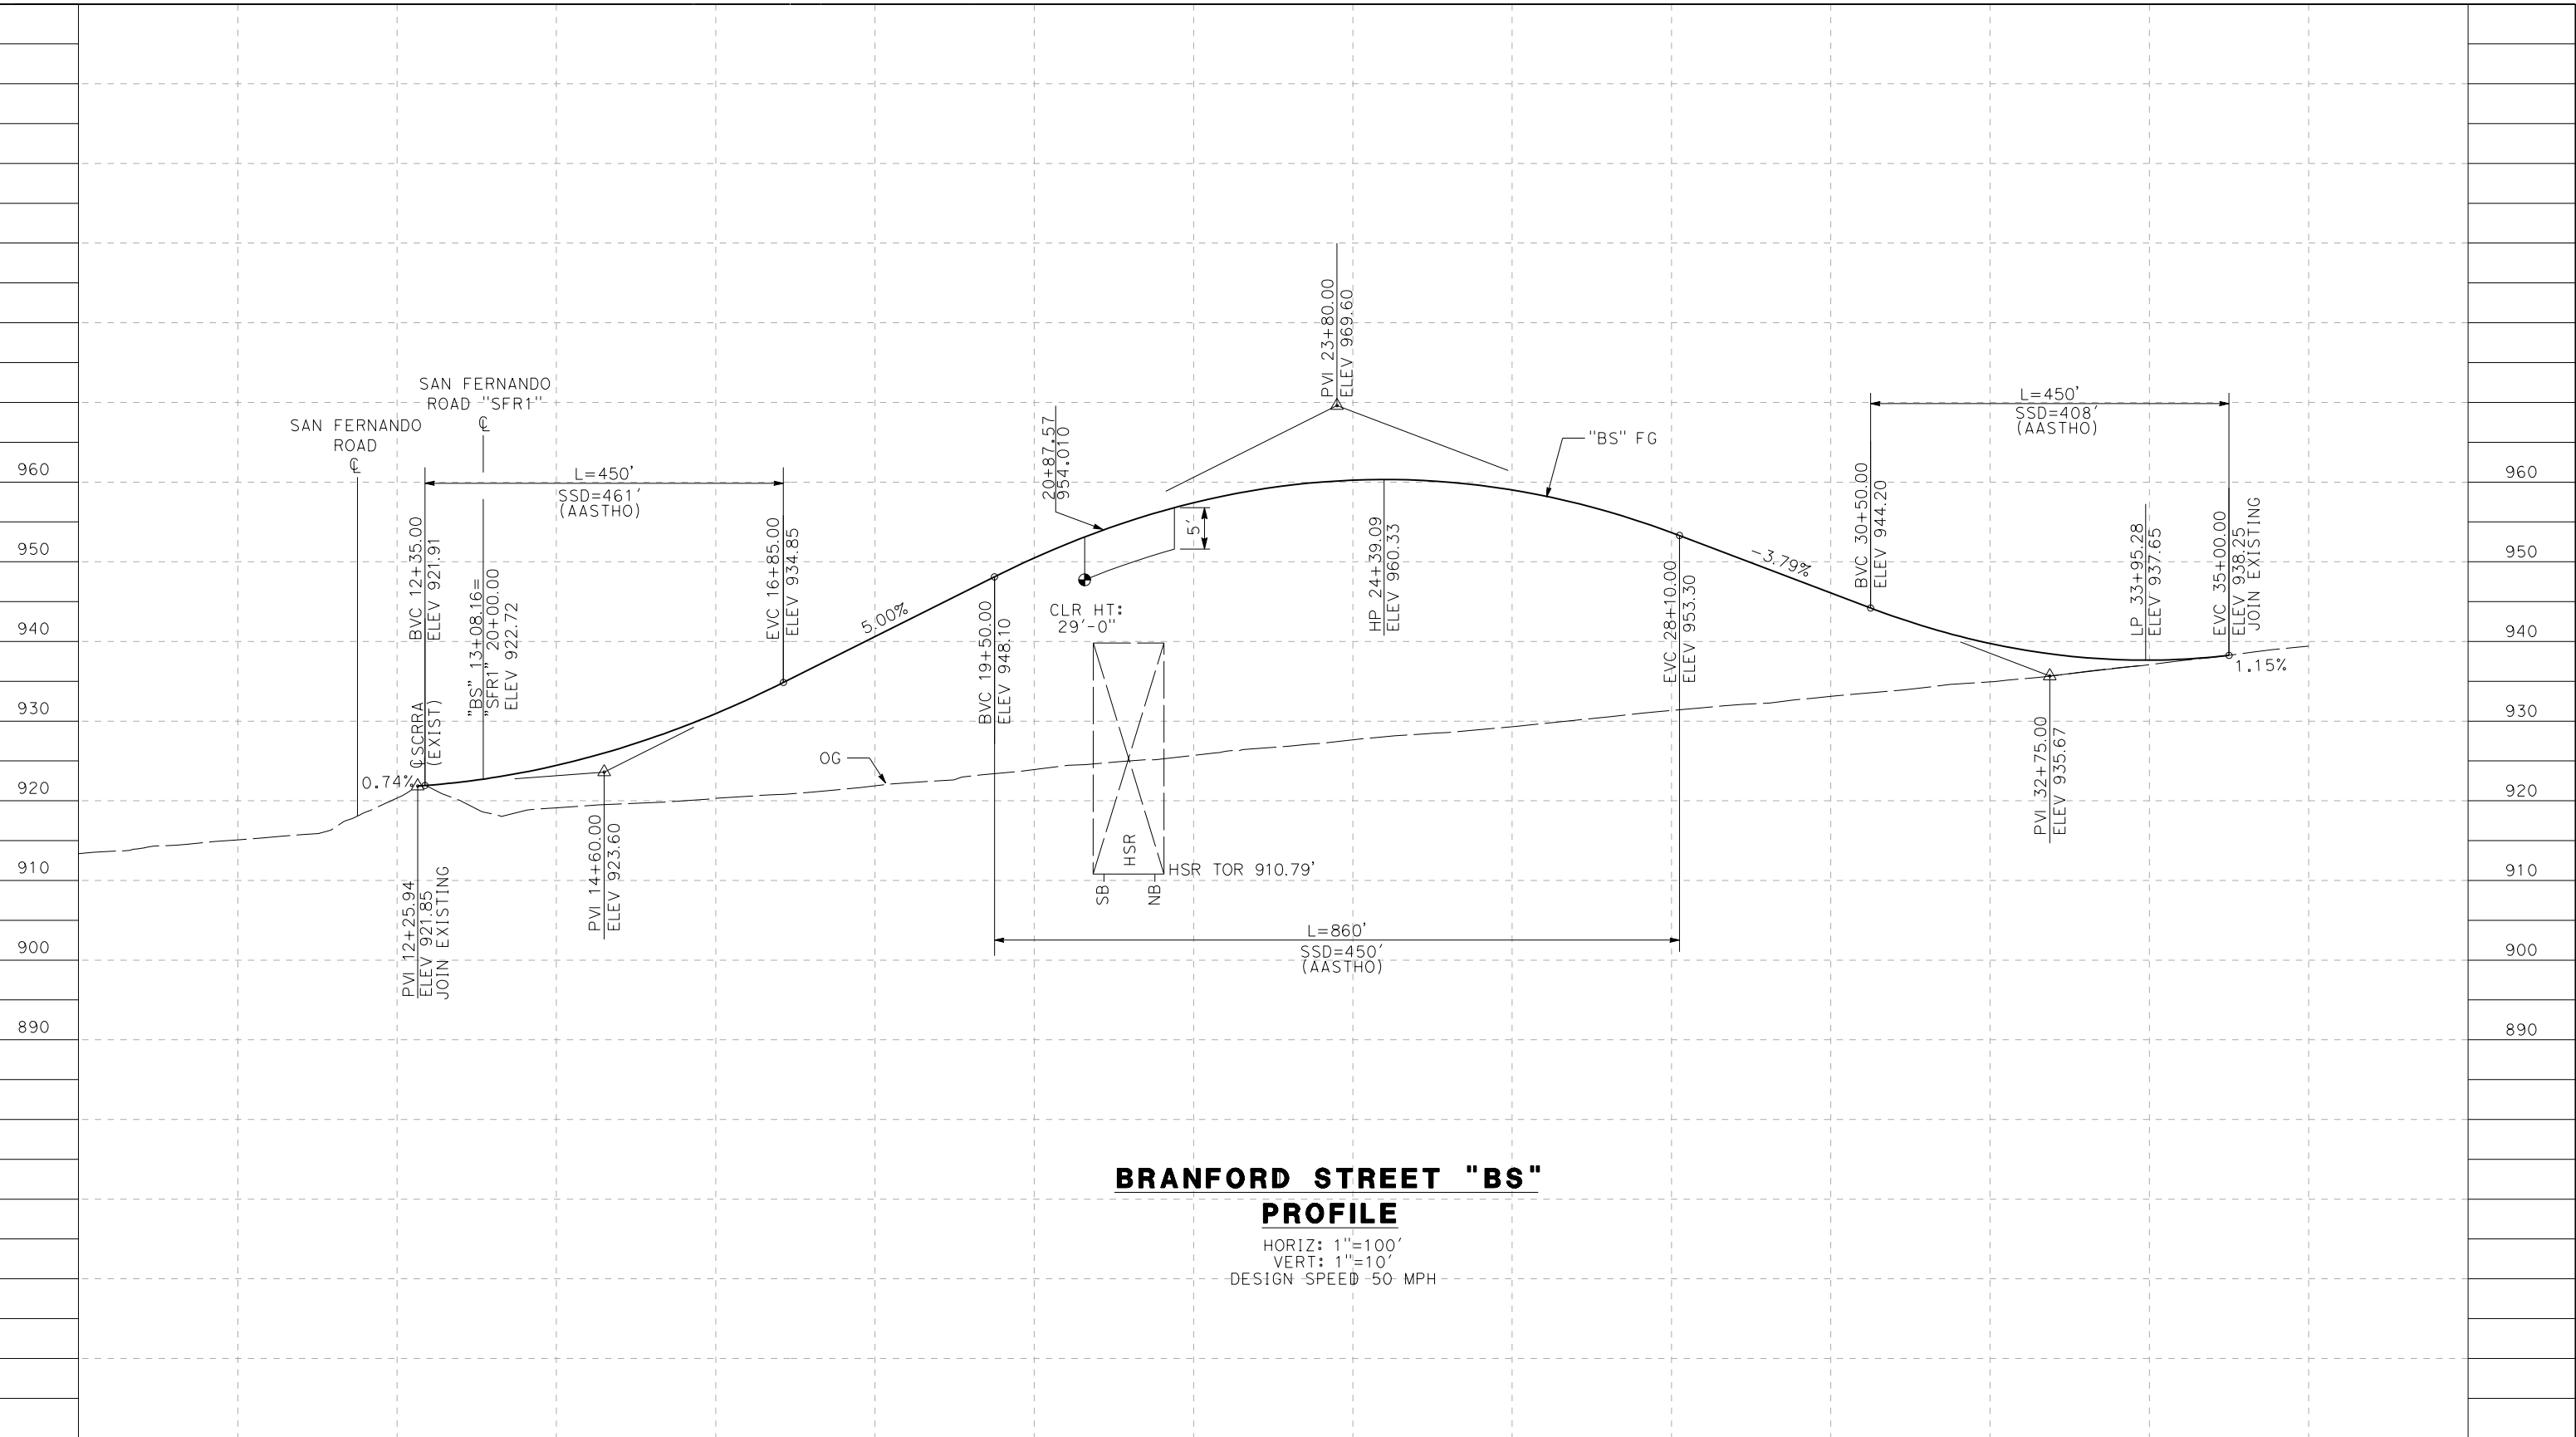 SAN FERNANDO
ROAD
℄
SAN FERNANDO
ROAD "SFR1"
℄
L=450'
SSD=461'
(AASTHO)
BVC 12+35.00
ELEV 921.91
"BS" 13+08.16=
"SFR1" 20+00.00
ELEV 922.72
EVC 16+85.00
ELEV 934.85
℄ SCRRA
(EXIST)
0.74%
PVI 12+25.94
ELEV 921.85
JOIN EXISTING
PVI 14+60.00
ELEV 923.60
5.00%
OG
BVC 19+50.00
ELEV 948.10
20+87.57
954.010
5'
CLR HT:
29'-0"
HSR
HSR TOR 910.79'
SB
NB
PVI 23+80.00
ELEV 969.60
HP 24+39.09
ELEV 960.33
"BS" FG
EVC 28+10.00
ELEV 953.30
L=860'
SSD=450'
(AASTHO)
-3.79%
BVC 30+50.00
ELEV 944.20
L=450'
SSD=408'
(AASTHO)
PVI 32+75.00
ELEV 935.67
LP 33+95.28
ELEV 937.65
EVC 35+00.00
ELEV 938.25
JOIN EXISTING
1.15%
960
950
940
930
920
910
900
890
960
950
940
930
920
910
900
890
BRANFORD STREET "BS"
PROFILE
HORIZ: 1"=100'
VERT: 1"=10'
DESIGN SPEED 50 MPH